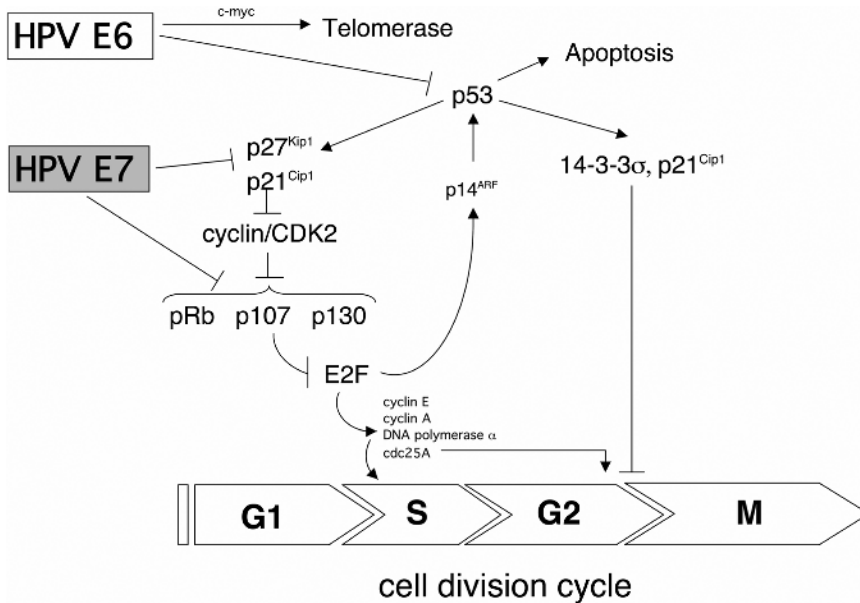 c-myc
HPV E6
Telomerase
Apoptosis
p53
p27Kip1
HPV E7
p21Cip1
14-3-3σ, p21Cip1
p14ARF
cyclin/CDK2
pRb p107 p130
E2F
cyclin E
cyclin A
DNA polymerase α
cdc25A
G1 S G2 M
cell division cycle